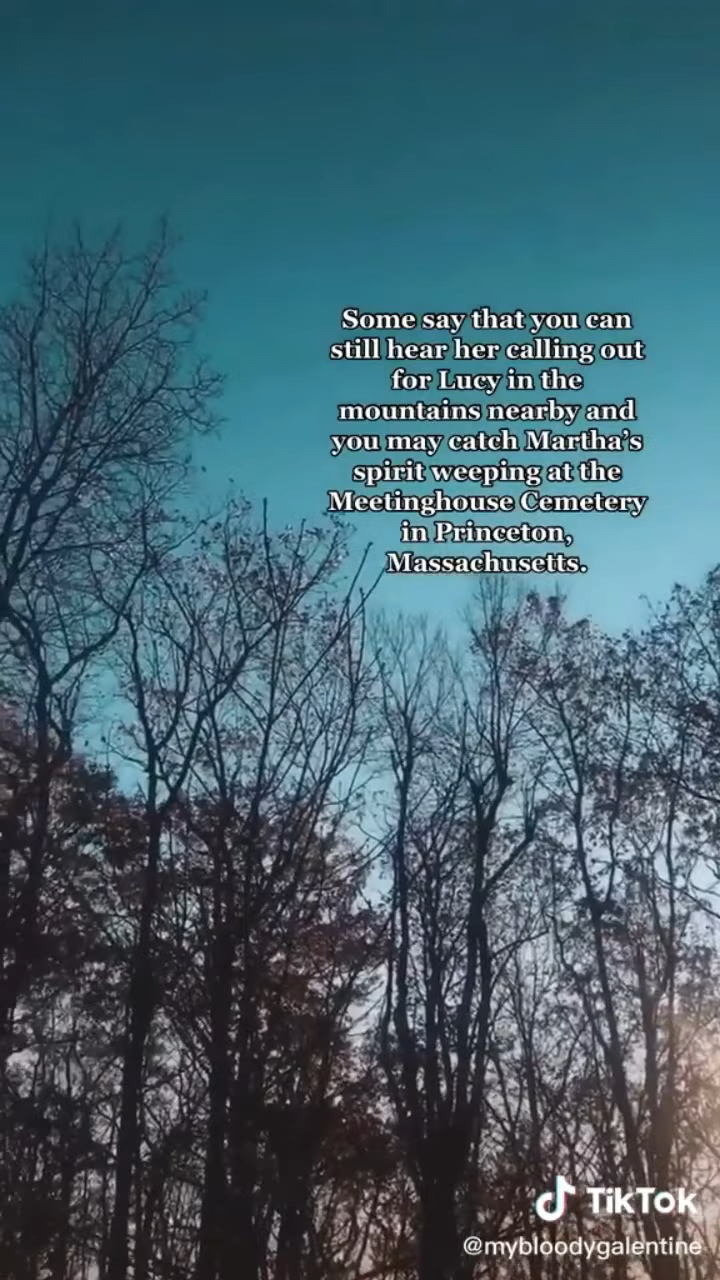 Some say that you can
still hear her calling out
for Lucy in the
mountains nearby and
you may catch Martha’s
spirit weeping at the
Meetinghouse Cemetery
in Princeton,
Massachusetts.
TikTok
@mybloodygalentine